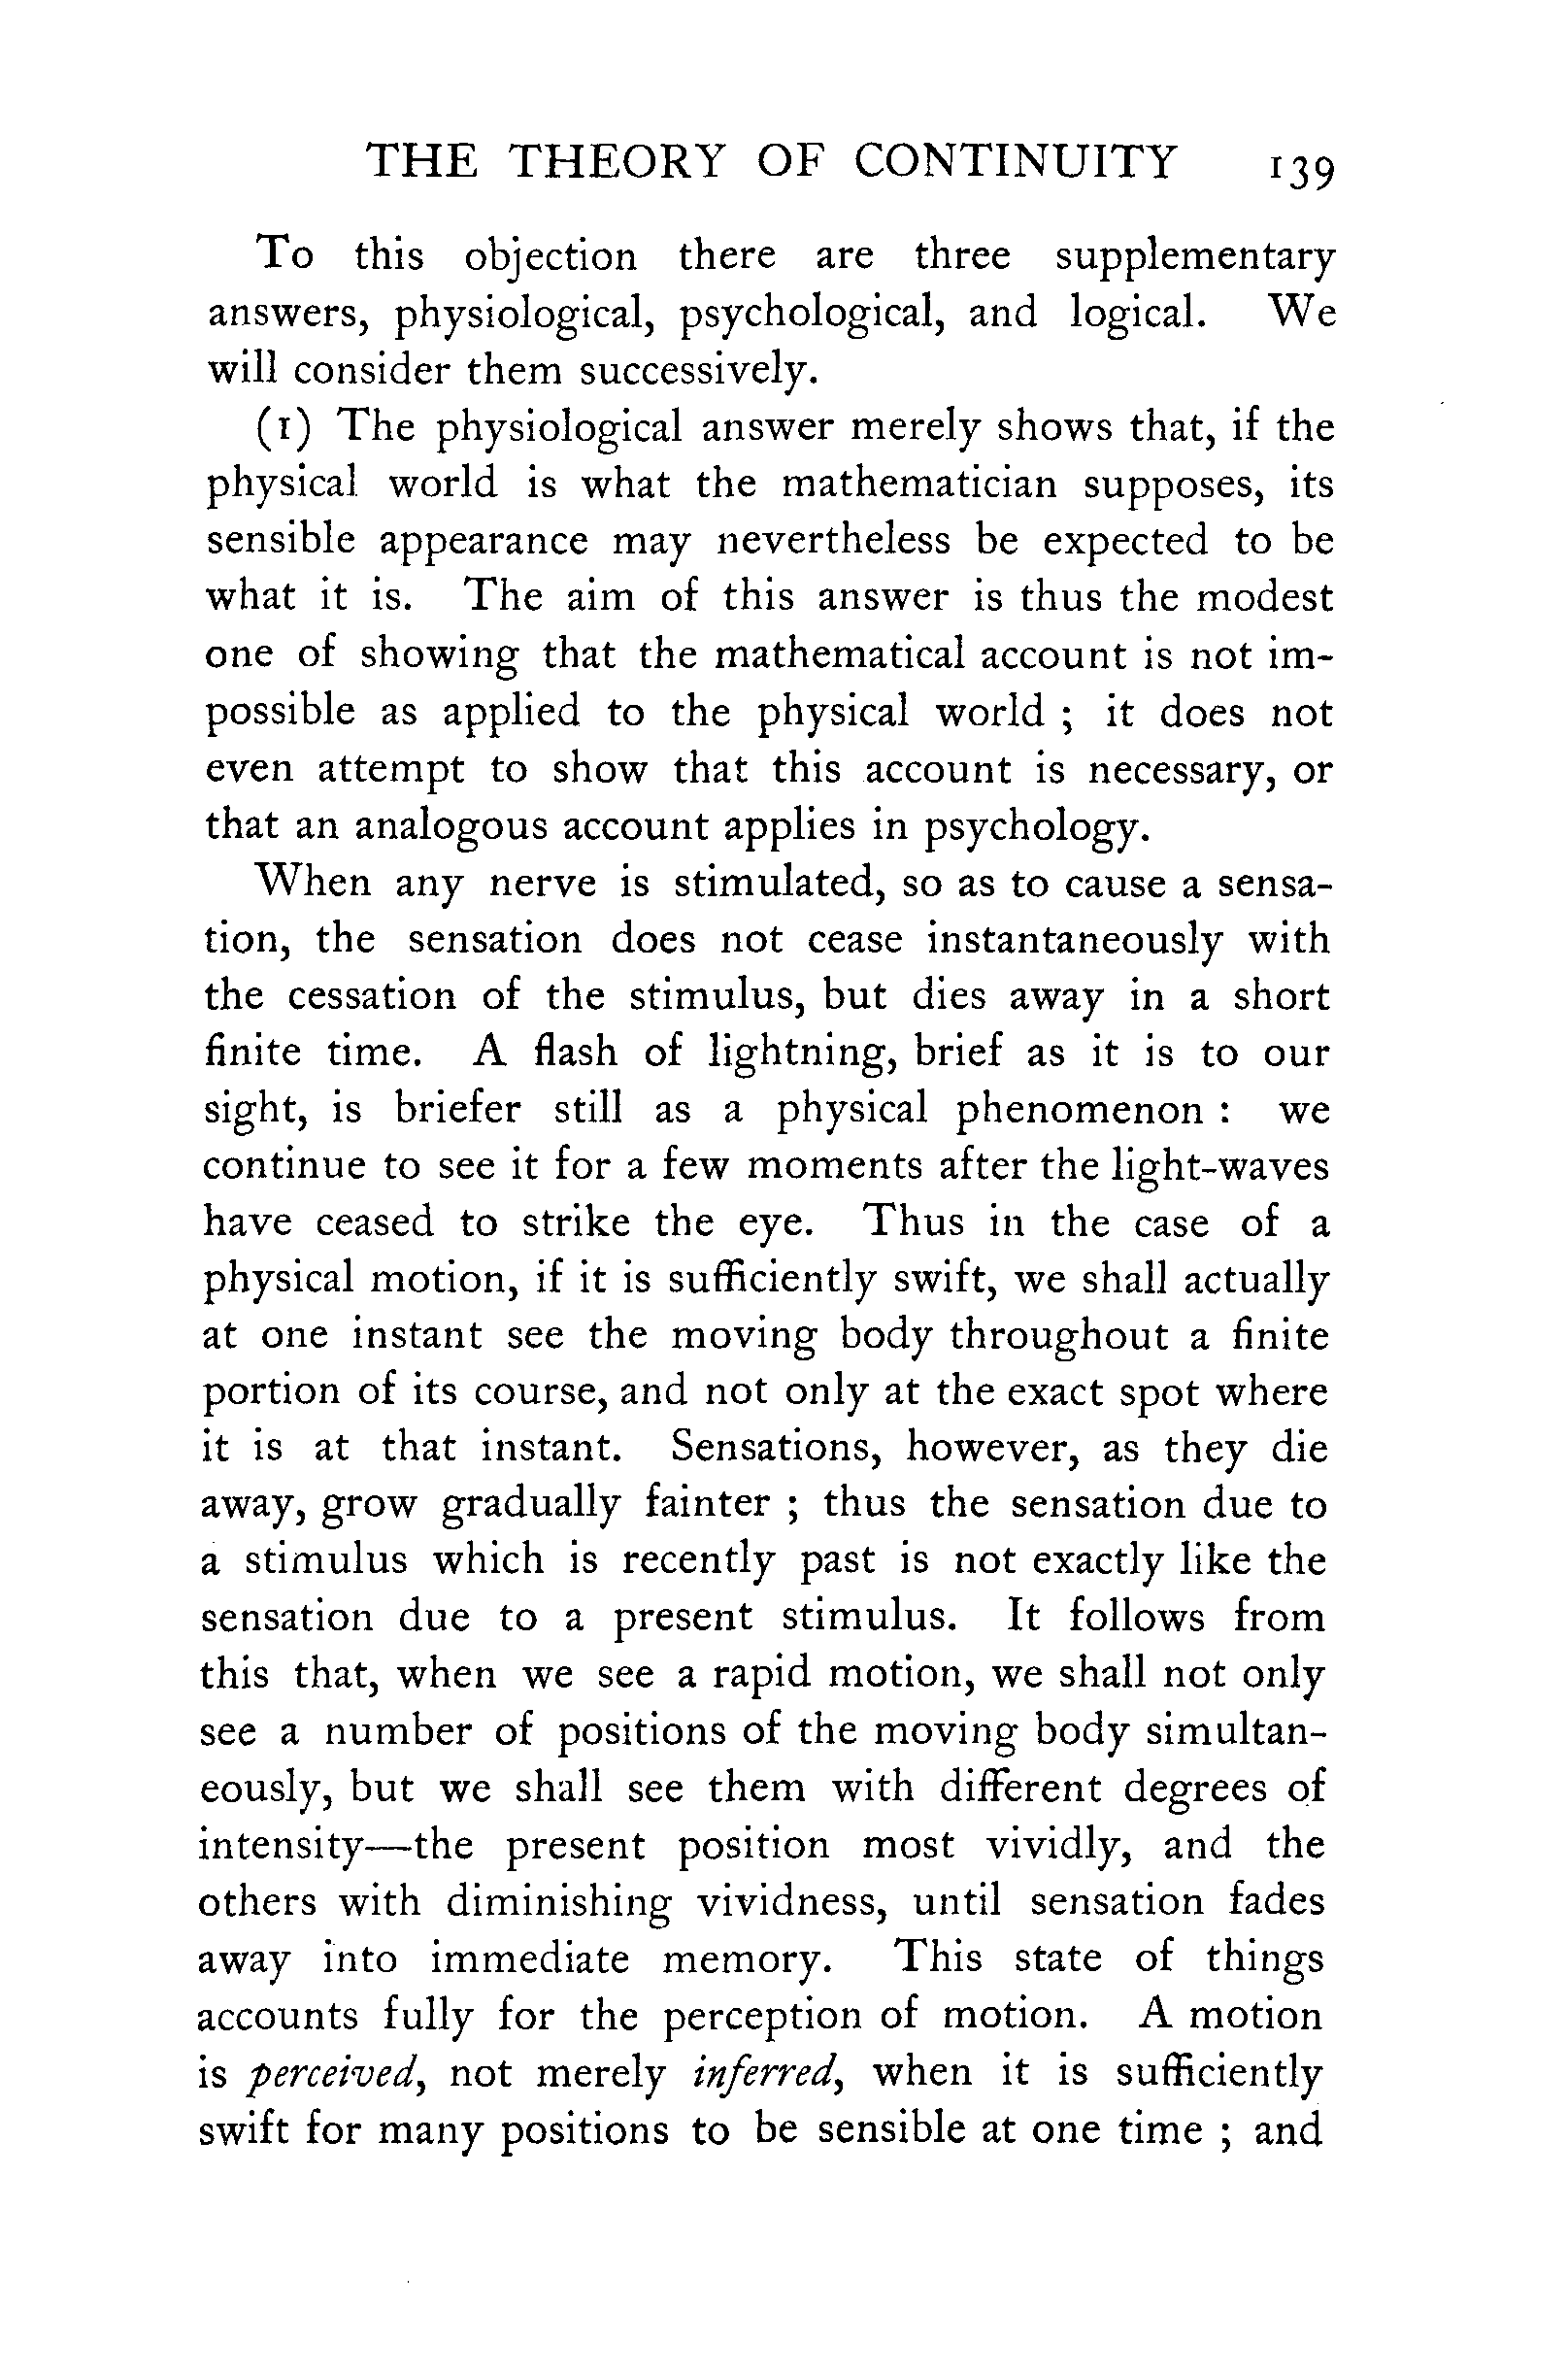 THE THEORY OF CONTINUITY 139
To this objection there are three supplementary
answers, physiological, psychological, and logical. We
will consider them successively.
(1) The physiological answer merely shows that, if the
physical world is what the mathematician supposes, its
sensible appearance may nevertheless be expected to be
what it is. The aim of this answer is thus the modest
one of showing that the mathematical account is not im-
possible as applied to the physical world ; it does not
even attempt to show that this account is necessary, or
that an analogous account applies in psychology.
When any nerve is stimulated, so as to cause a sensa-
tion, the sensation does not cease instantaneously with
the cessation of the stimulus, but dies away in a short
finite time. A flash of lightning, brief as it is to our
sight, is briefer still as a physical phenomenon : we
continue to see it for a few moments after the light-waves
have ceased to strike the eye. Thus in the case of a
physical motion, if it is sufficiently swift, we shall actually
at one instant see the moving body throughout a finite
portion of its course, and not only at the exact spot where
it is at that instant. Sensations, however, as they die
away, grow gradually fainter ; thus the sensation due to
a stimulus which is recently past is not exactly like the
sensation due to a present stimulus. It follows from
this that, when we see a rapid motion, we shall not only
see a number of positions of the moving body simultan-
eously, but we shall see them with different degrees of
intensity—the present position most vividly, and the
others with diminishing vividness, until sensation fades
away into immediate memory. This state of things
accounts fully for the perception of motion. A motion
is perceived, not merely inferred, when it is sufficiently
swift for many positions to be sensible at one time ; and